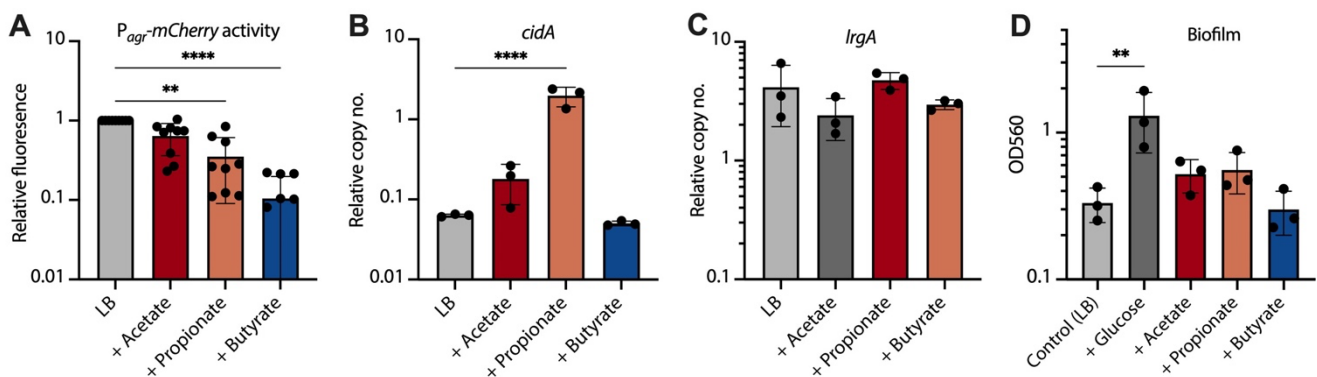 A
P agr-mCherry activity
Relative fluoresence
10
1
0.1
0.01
****
**
LB
+ Acetate
+ Propionate
+ Butyrate
B
cidA
Relative copy no.
10
1
0.1
0.01
****
LB
+ Acetate
+ Propionate
+ Butyrate
C
lrgA
Relative copy no.
10
1
0.1
LB
+ Acetate
+ Propionate
+ Butyrate
D
Biofilm
OD560
1
0.1
**
Control (LB)
+ Glucose
+ Acetate
+ Propionate
+ Butyrate